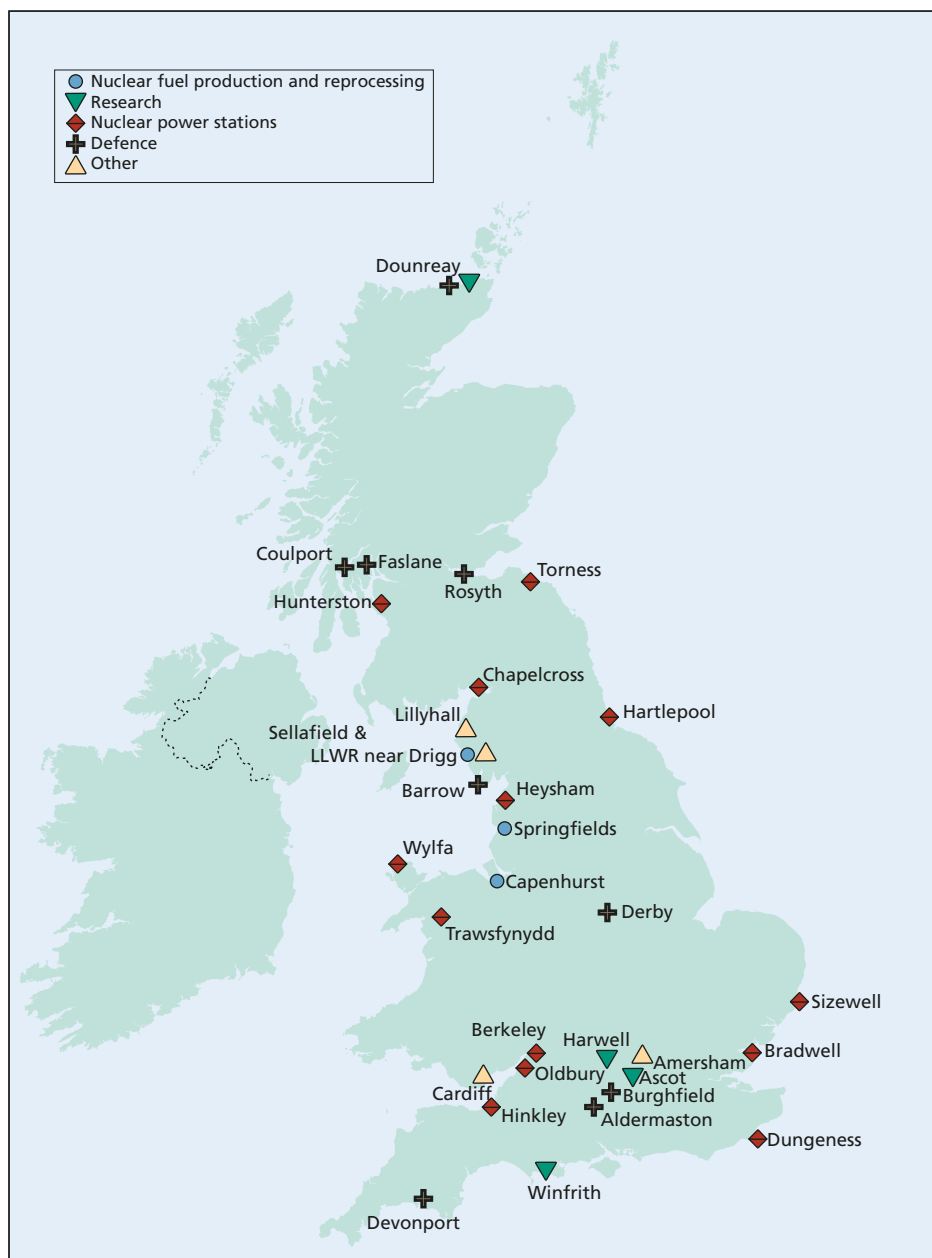 Nuclear fuel production and reprocessing
Research
Nuclear power stations
Defence
Other
Dounreay
Coulport
Faslane
Rosyth
Torness
Hunterston
Chapelcross
Lillyhall
Hartlepool
Sellafield &
LLWR near Drigg
Barrow
Heysham
Springfields
Wylfa
Capenhurst
Derby
Trawsfynydd
Sizewell
Berkeley
Harwell
Bradwell
Amersham
Oldbury
Ascot
Cardiff
Burghfield
Hinkley
Aldermaston
Dungeness
Winfrith
Devonport